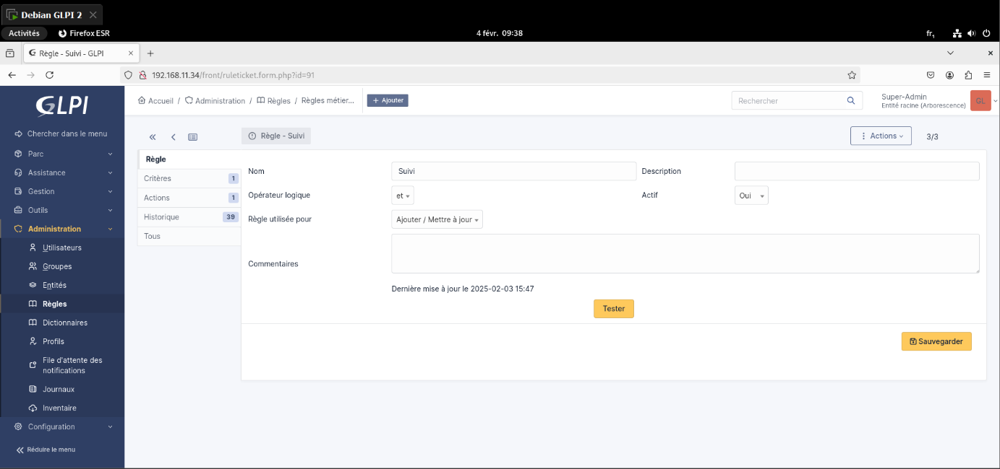 Debian GLPI 2
Activités Firefox ESR 4 févr. 09:38 fr1
Règle - Suivi - GLPI
192.168.11.34/front/ruleticket.form.php?id=91
GLPI
Accueil / Administration / Règles / Règles métier... + Ajouter Rechercher Super-Admin
Entité racine (Arborescence) GL
Chercher dans le menu
Parc
Assistance
Gestion
Outils
Administration
Utilisateurs
Groupes
Entités
Règles
Dictionnaires
Profils
File d'attente des
notifications
Journaux
Inventaire
Configuration
Réduire le menu
Règle - Suivi Actions 3/3
Règle
Critères 1
Actions 1
Historique 39
Tous
Nom Suivi Description
Opérateur logique et Actif Oui
Règle utilisée pour Ajouter / Mettre à jour
Commentaires
Dernière mise à jour le 2025-02-03 15:47
Tester
Sauvegarder